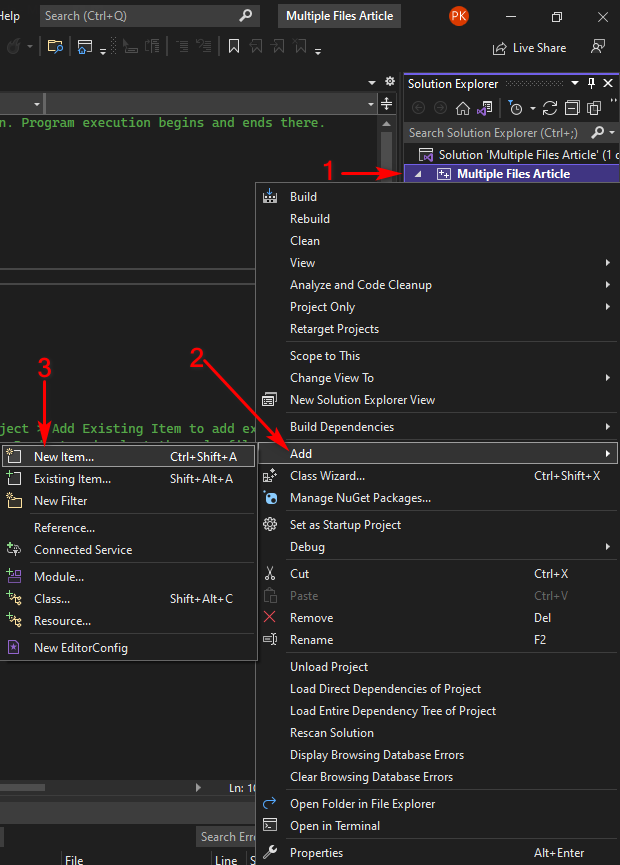 Help
Search (Ctrl+Q)
Multiple Files Article
PK
Live Share
Solution Explorer
n. Program execution begins and ends there.
Search Solution Explorer (Ctrl+;)
Solution 'Multiple Files Article' (1
1
Multiple Files Article
Build
Rebuild
Clean
View
Analyze and Code Cleanup
Project Only
Retarget Projects
Scope to This
Change View To
New Solution Explorer View
Build Dependencies
2
Add
Class Wizard... Ctrl+Shift+X
Manage NuGet Packages...
Set as Startup Project
Debug
Cut Ctrl+X
Paste Ctrl+V
Remove Del
Rename F2
Unload Project
Load Direct Dependencies of Project
Load Entire Dependency Tree of Project
Rescan Solution
Display Browsing Database Errors
Clear Browsing Database Errors
Open Folder in File Explorer
Open in Terminal
Properties Alt+Enter
3
oject > Add Existing Item to add ex
New Item... Ctrl+Shift+A
Existing Item... Shift+Alt+A
New Filter
Reference...
Connected Service
Module...
Class... Shift+Alt+C
Resource...
New EditorConfig
Ln: 10
Search Erro
File Line S